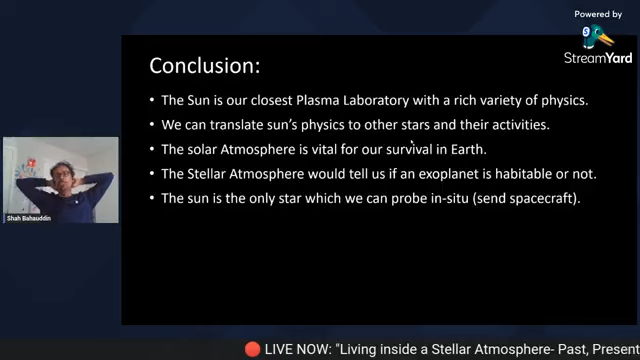 Powered by
StreamYard
Conclusion:
• The Sun is our closest Plasma Laboratory with a rich variety of physics.
• We can translate sun's physics to other stars and their activities.
• The solar Atmosphere is vital for our survival in Earth.
• The Stellar Atmosphere would tell us if an exoplanet is habitable or not.
• The sun is the only star which we can probe in-situ (send spacecraft).
Shah Bahauddin
LIVE NOW: "Living inside a Stellar Atmosphere- Past, Present